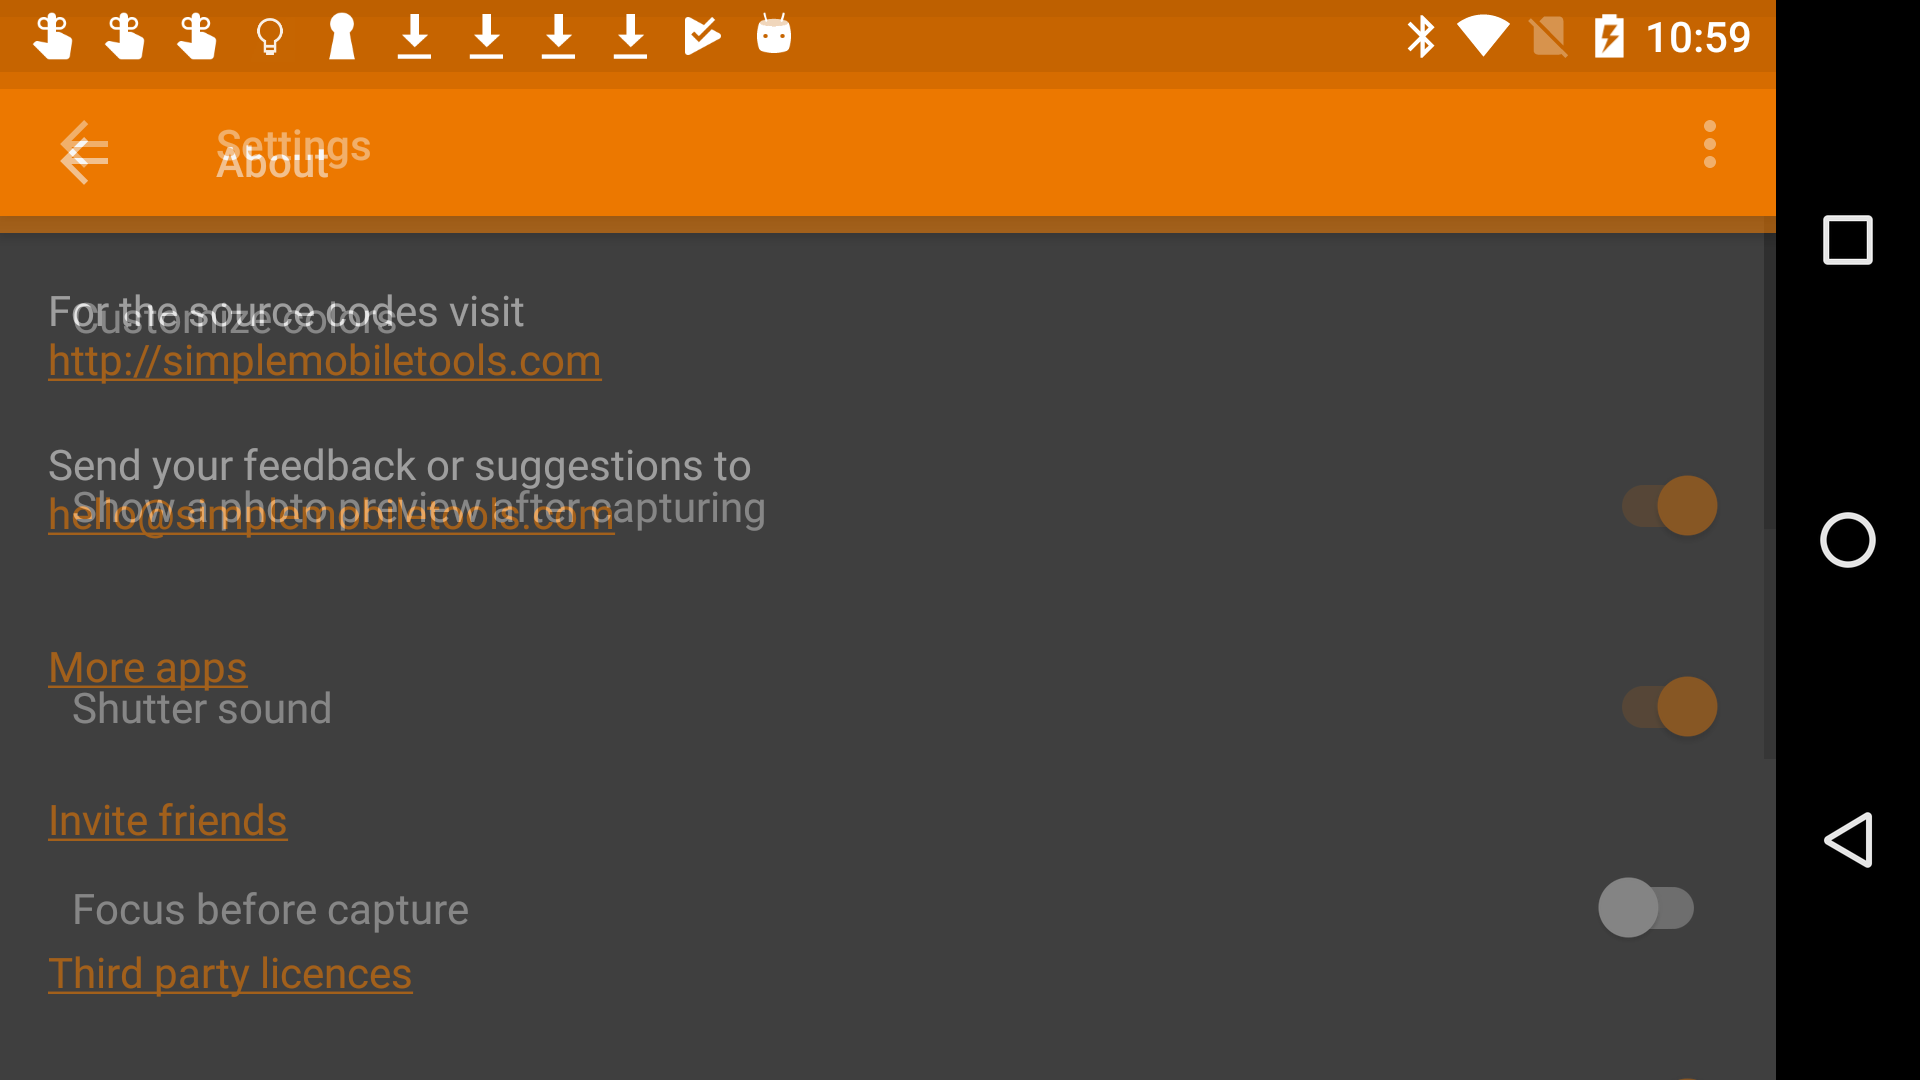 10:59
Settings
About
For the source codes visit
Customize colors
http://simplemobiletools.com
Send your feedback or suggestions to
Show a photo preview after capturing
hello@simplemobiletools.com
More apps
Shutter sound
Invite friends
Focus before capture
Third party licences